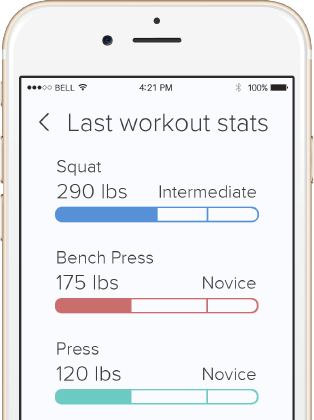 BELL 4:21 PM 100%
Last workout stats
Squat
290 lbs Intermediate
Bench Press
175 lbs Novice
Press
120 lbs Novice